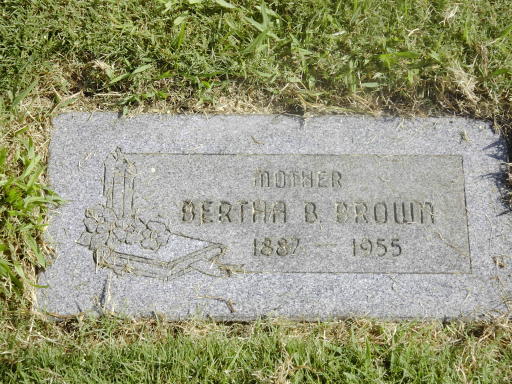 MOTHER
BERTHA B. BROWN
1887 – 1955